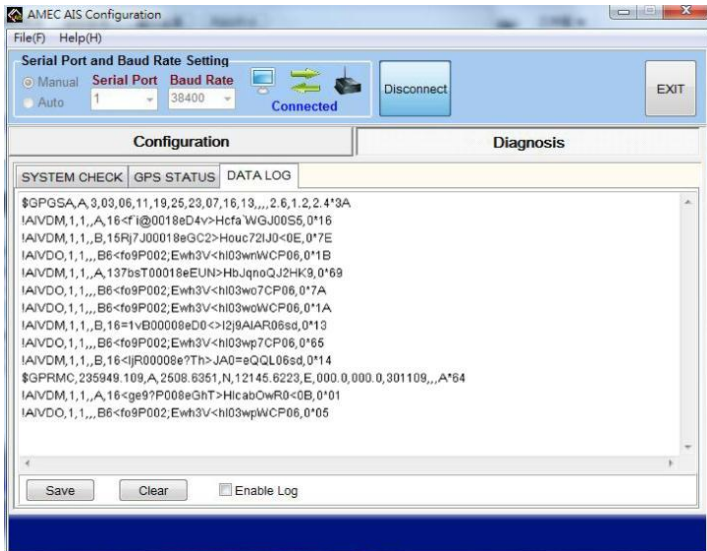 AMEC AIS Configuration
File(F) Help(H)
Serial Port and Baud Rate Setting
Manual Serial Port Baud Rate
Auto 1 38400
Connected
Disconnect
EXIT
Configuration Diagnosis
SYSTEM CHECK GPS STATUS DATA LOG
$GPGSA,A,3,03,06,11,19,25,23,07,16,13,,,,2.6,1.2,2.4*3A
!AIVDM,1,1,,A,16<f`i@0018eD4v>Hcfa`WGJ00S5,0*16
!AIVDM,1,1,,B,15Rj7J00018eGC2>Houc72IJ0<0E,0*7E
!AIVDO,1,1,,,B6<fo9P002;Ewh3V<hl03wnWCP06,0*1B
!AIVDM,1,1,,A,137bsT00018eEUN>HbJqnoQJ2HK9,0*69
!AIVDO,1,1,,,B6<fo9P002;Ewh3V<hl03wo7CP06,0*7A
!AIVDO,1,1,,,B6<fo9P002;Ewh3V<hl03woWCP06,0*1A
!AIVDM,1,1,,B,16=1vB00008eD0<>I2j9AIAR06sd,0*13
!AIVDO,1,1,,,B6<fo9P002;Ewh3V<hl03wp7CP06,0*65
!AIVDM,1,1,,B,16<ljR00008e?Th>JA0=eQQL06sd,0*14
$GPRMC,235949.109,A,2508.6351,N,12145.6223,E,000.0,000.0,301109,,,A*64
!AIVDM,1,1,,A,16<ge9?P008eGhT>HlcabOwR0<0B,0*01
!AIVDO,1,1,,,B6<fo9P002;Ewh3V<hl03wpWCP06,0*05
Save Clear Enable Log